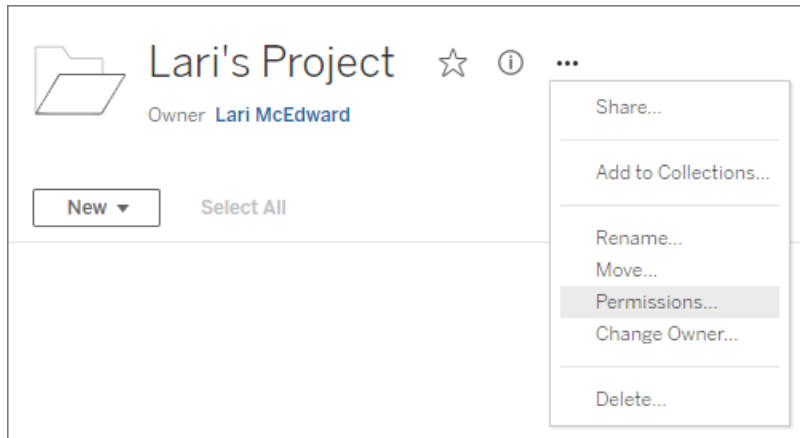 Lari's Project
Owner Lari McEdward
New
Select All
Share...
Add to Collections...
Rename...
Move...
Permissions...
Change Owner...
Delete...